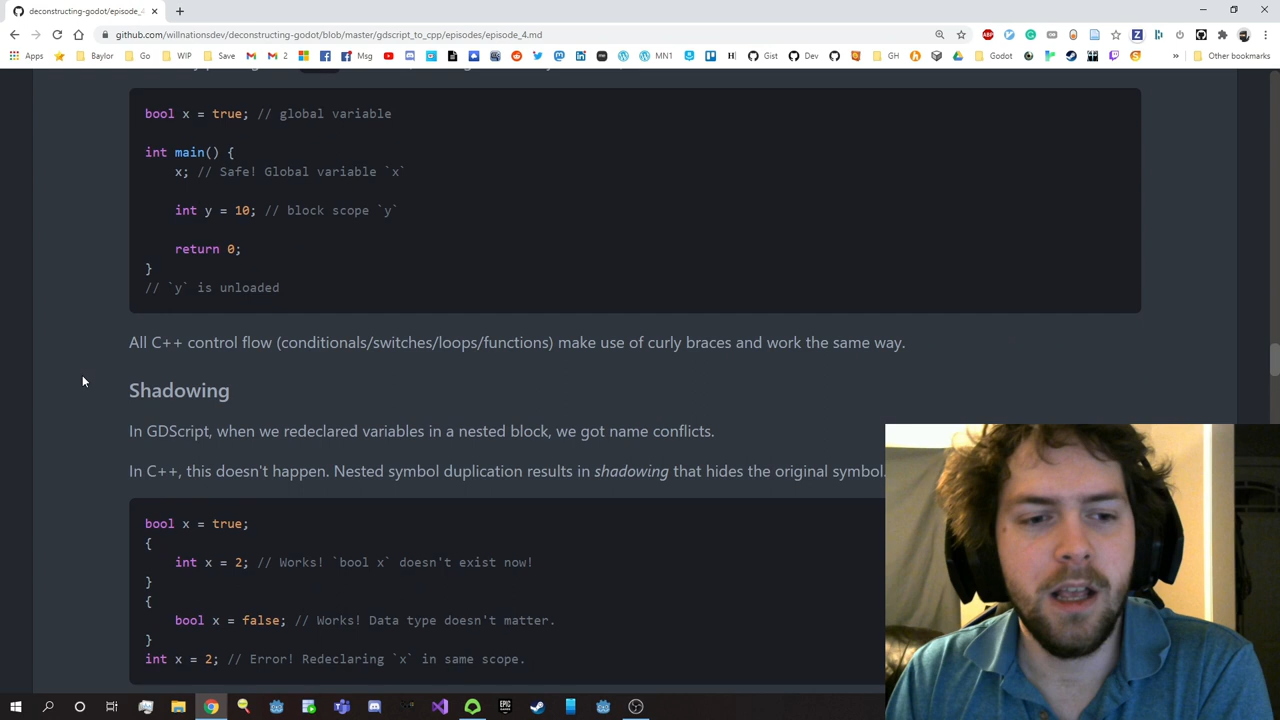 deconstructing-godot/episode_4
github.com/willnationsdev/deconstructing-godot/blob/master/gdscript_to_cpp/episodes/episode_4.md
Apps Baylor Go WIP Save M 2 Msg MN1 Gist Dev GH Godot Other bookmarks
bool x = true; // global variable
int main() {
x; // Safe! Global variable `x`
int y = 10; // block scope `y`
return 0;
}
// `y` is unloaded
All C++ control flow (conditionals/switches/loops/functions) make use of curly braces and work the same way.
Shadowing
In GDScript, when we redeclared variables in a nested block, we got name conflicts.
In C++, this doesn't happen. Nested symbol duplication results in shadowing that hides the original symbol.
bool x = true;
{
int x = 2; // Works! `bool x` doesn't exist now!
}
{
bool x = false; // Works! Data type doesn't matter.
}
int x = 2; // Error! Redeclaring `x` in same scope.